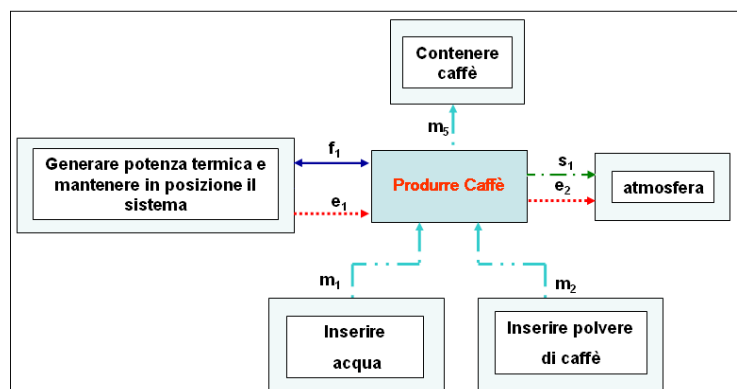 Contenere
caffè
m5
Generare potenza termica e
mantenere in posizione il
sistema
f1
e1
Produrre Caffè
s1
e2
atmosfera
m1
m2
Inserire
acqua
Inserire polvere
di caffè